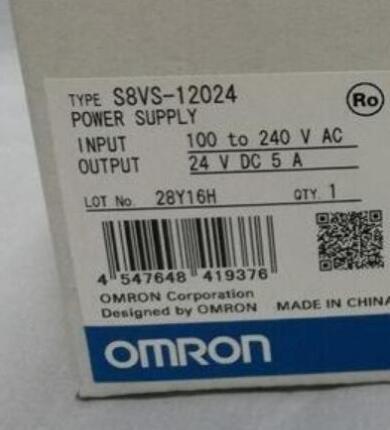 TYPE S8VS-12024 Ro
POWER SUPPLY
INPUT 100 to 240 V AC
OUTPUT 24 V DC 5 A
LOT No. 28Y16H QTY. 1
4 547648 419376
OMRON Corporation
Designed by OMRON MADE IN CHINA
OMRON